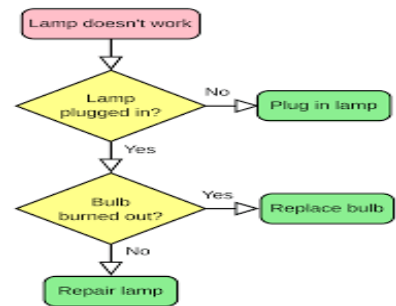 Lamp doesn't work
Lamp
plugged in?
No
Plug in lamp
Yes
Bulb
burned out?
Yes
Replace bulb
No
Repair lamp